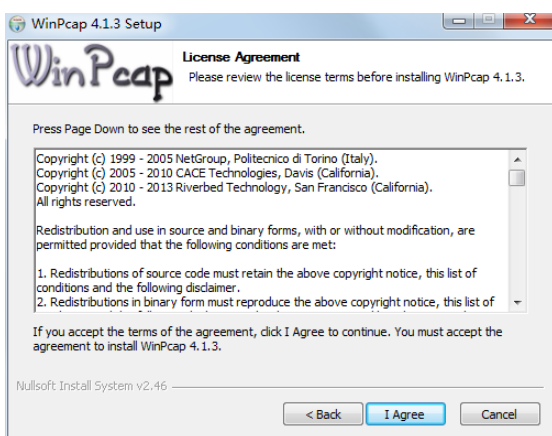 WinPcap 4.1.3 Setup
WinPcap
License Agreement
Please review the license terms before installing WinPcap 4.1.3.
Press Page Down to see the rest of the agreement.
Copyright (c) 1999 - 2005 NetGroup, Politecnico di Torino (Italy).
Copyright (c) 2005 - 2010 CACE Technologies, Davis (California).
Copyright (c) 2010 - 2013 Riverbed Technology, San Francisco (California).
All rights reserved.
Redistribution and use in source and binary forms, with or without modification, are
permitted provided that the following conditions are met:
1. Redistributions of source code must retain the above copyright notice, this list of
conditions and the following disclaimer.
2. Redistributions in binary form must reproduce the above copyright notice, this list of
If you accept the terms of the agreement, click I Agree to continue. You must accept the
agreement to install WinPcap 4.1.3.
Nullsoft Install System v2.46
< Back
I Agree
Cancel